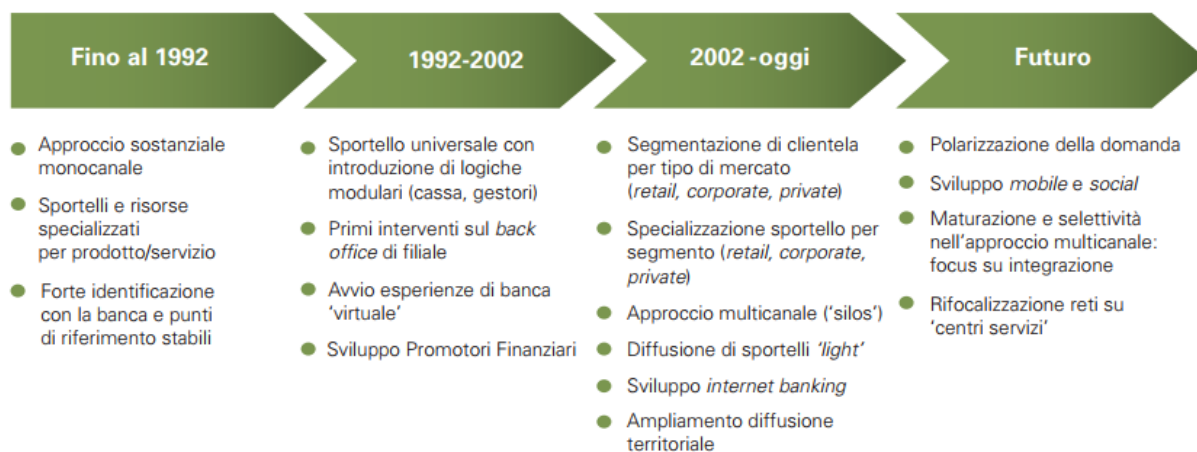 Fino al 1992
Approccio sostanziale
monocanale
Sportelli e risorse
specializzati
per prodotto/servizio
Forte identificazione
con la banca e punti
di riferimento stabili
1992-2002
Sportello universale con
introduzione di logiche
modulari (cassa, gestori)
Primi interventi sul back
office di filiale
Avvio esperienze di banca
'virtuale'
Sviluppo Promotori Finanziari
2002 -oggi
Segmentazione di clientela
per tipo di mercato
(retail, corporate, private)
Specializzazione sportello per
segmento (retail, corporate,
private)
Approccio multicanale ('silos')
Diffusione di sportelli 'light'
Sviluppo internet banking
Ampliamento diffusione
territoriale
Futuro
Polarizzazione della domanda
Sviluppo mobile e social
Maturazione e selettività
nell'approccio multicanale:
focus su integrazione
Rifocalizzazione reti su
'centri servizi'